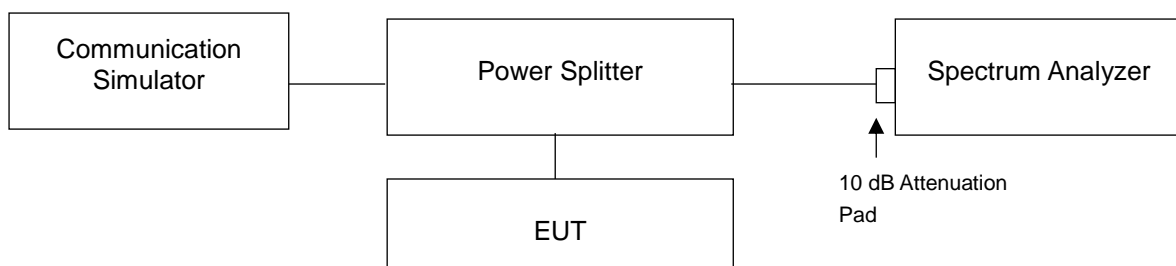 Communication
Simulator
Power Splitter
Spectrum Analyzer
10 dB Attenuation
Pad
EUT